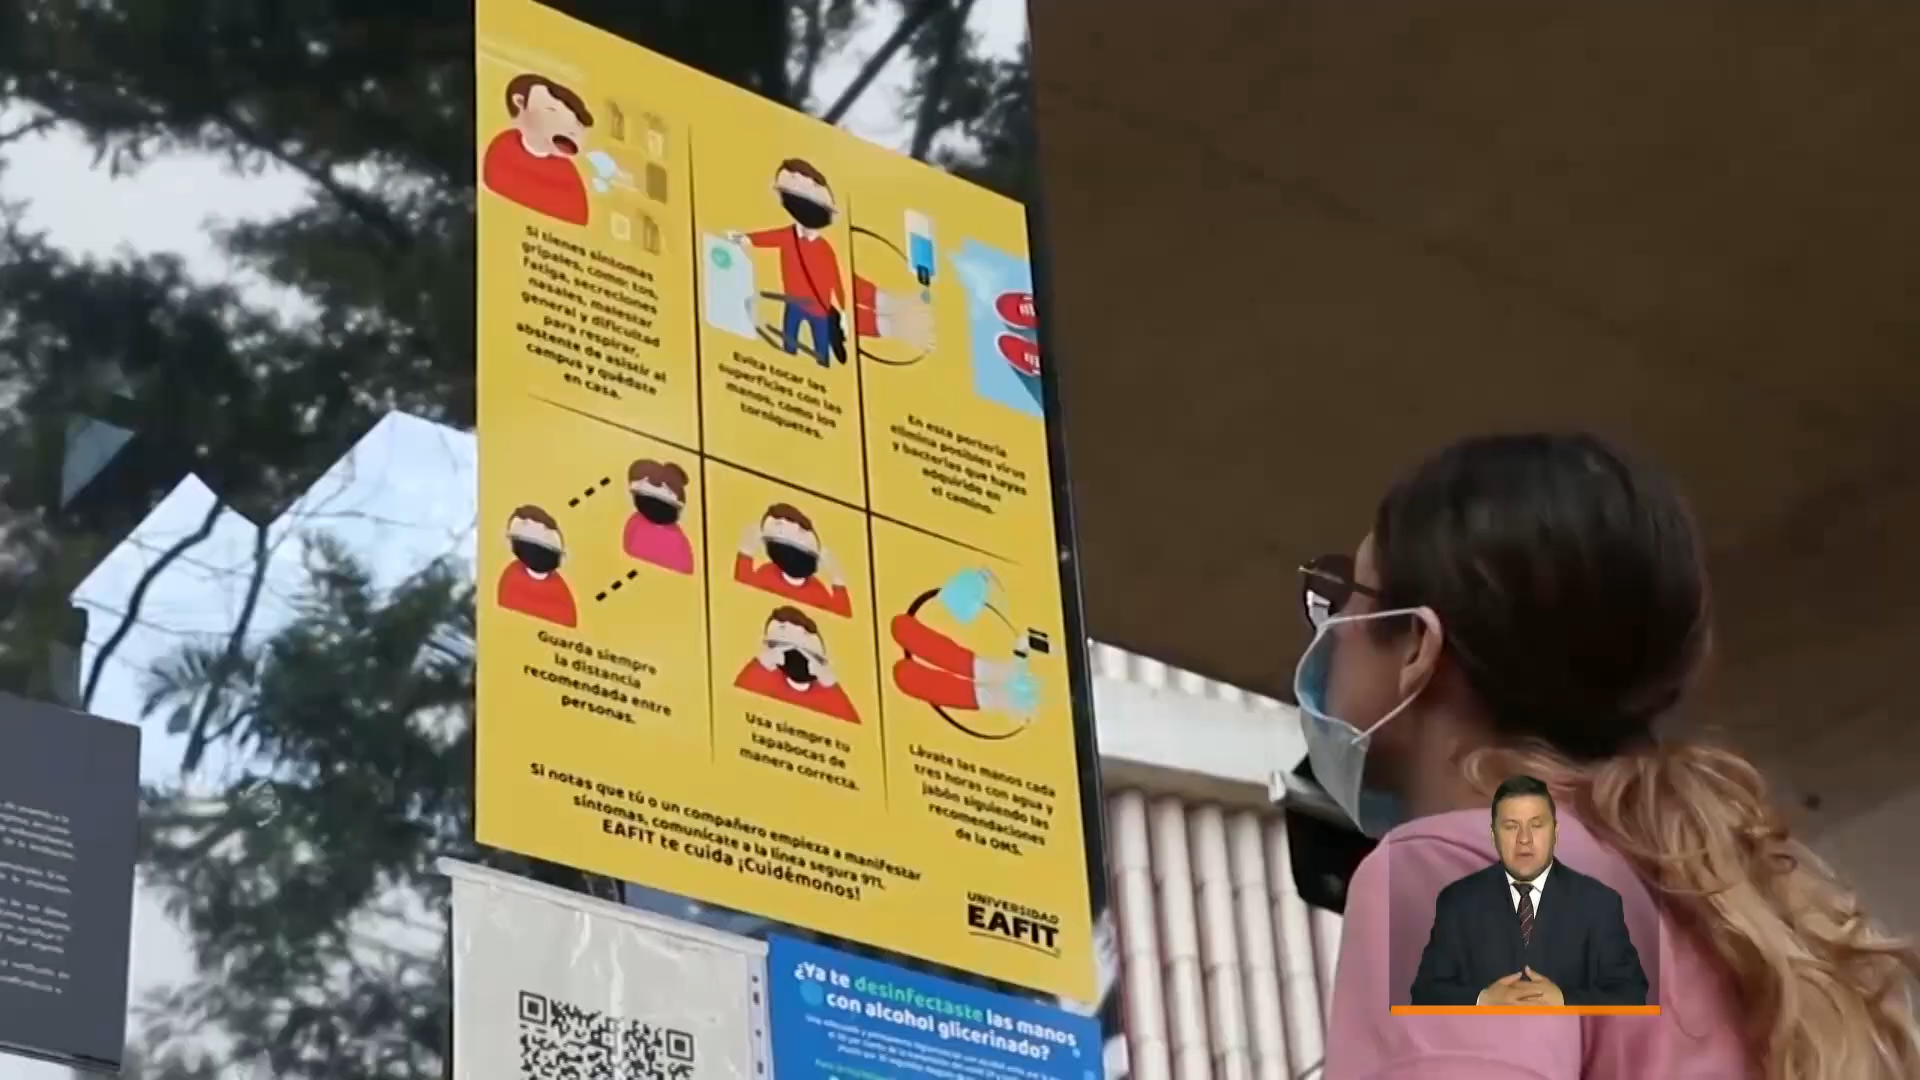 Si tienes síntomas
gripales, como: tos,
fatiga, secreciones
nasales, malestar
general y dificultad
para respirar,
abstente de asistir al
campus y quédate
en casa.
Evita tocar las
superficies con las
manos, como los
torniquetes.
En esta portería
elimina posibles virus
y bacterias que hayas
adquirido en
el camino.
Guarda siempre
la distancia
recomendada entre
personas.
Usa siempre tu
tapabocas de
manera correcta.
Lávate las manos cada
tres horas con agua y
jabón siguiendo las
recomendaciones
de la OMS.
Si notas que tú o un compañero empieza a manifestar
síntomas, comunícate a la línea segura 911.
EAFIT te cuida ¡Cuidémonos!
UNIVERSIDAD
EAFIT
¿Ya te desinfectaste las manos
con alcohol glicerinado?